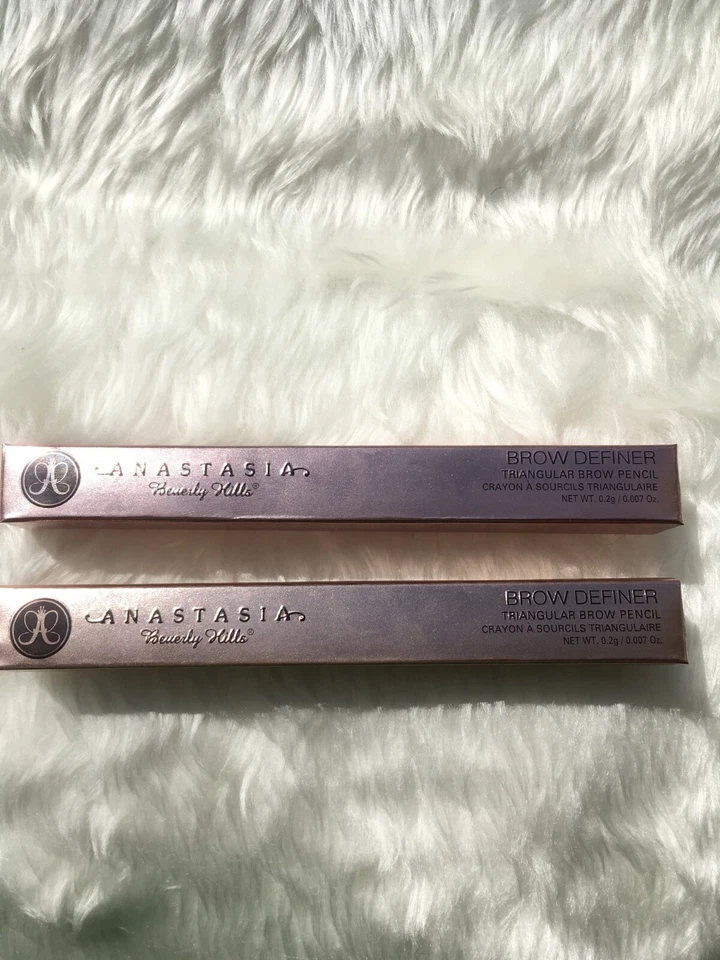 ANASTASIA
Beverly Hills®
BROW DEFINER
TRIANGULAR BROW PENCIL
CRAYON À SOURCILS TRIANGULAIRE
NET WT. 0.2g / 0.007 Oz.
ANASTASIA
Beverly Hills®
BROW DEFINER
TRIANGULAR BROW PENCIL
CRAYON À SOURCILS TRIANGULAIRE
NET WT. 0.2g / 0.007 Oz.